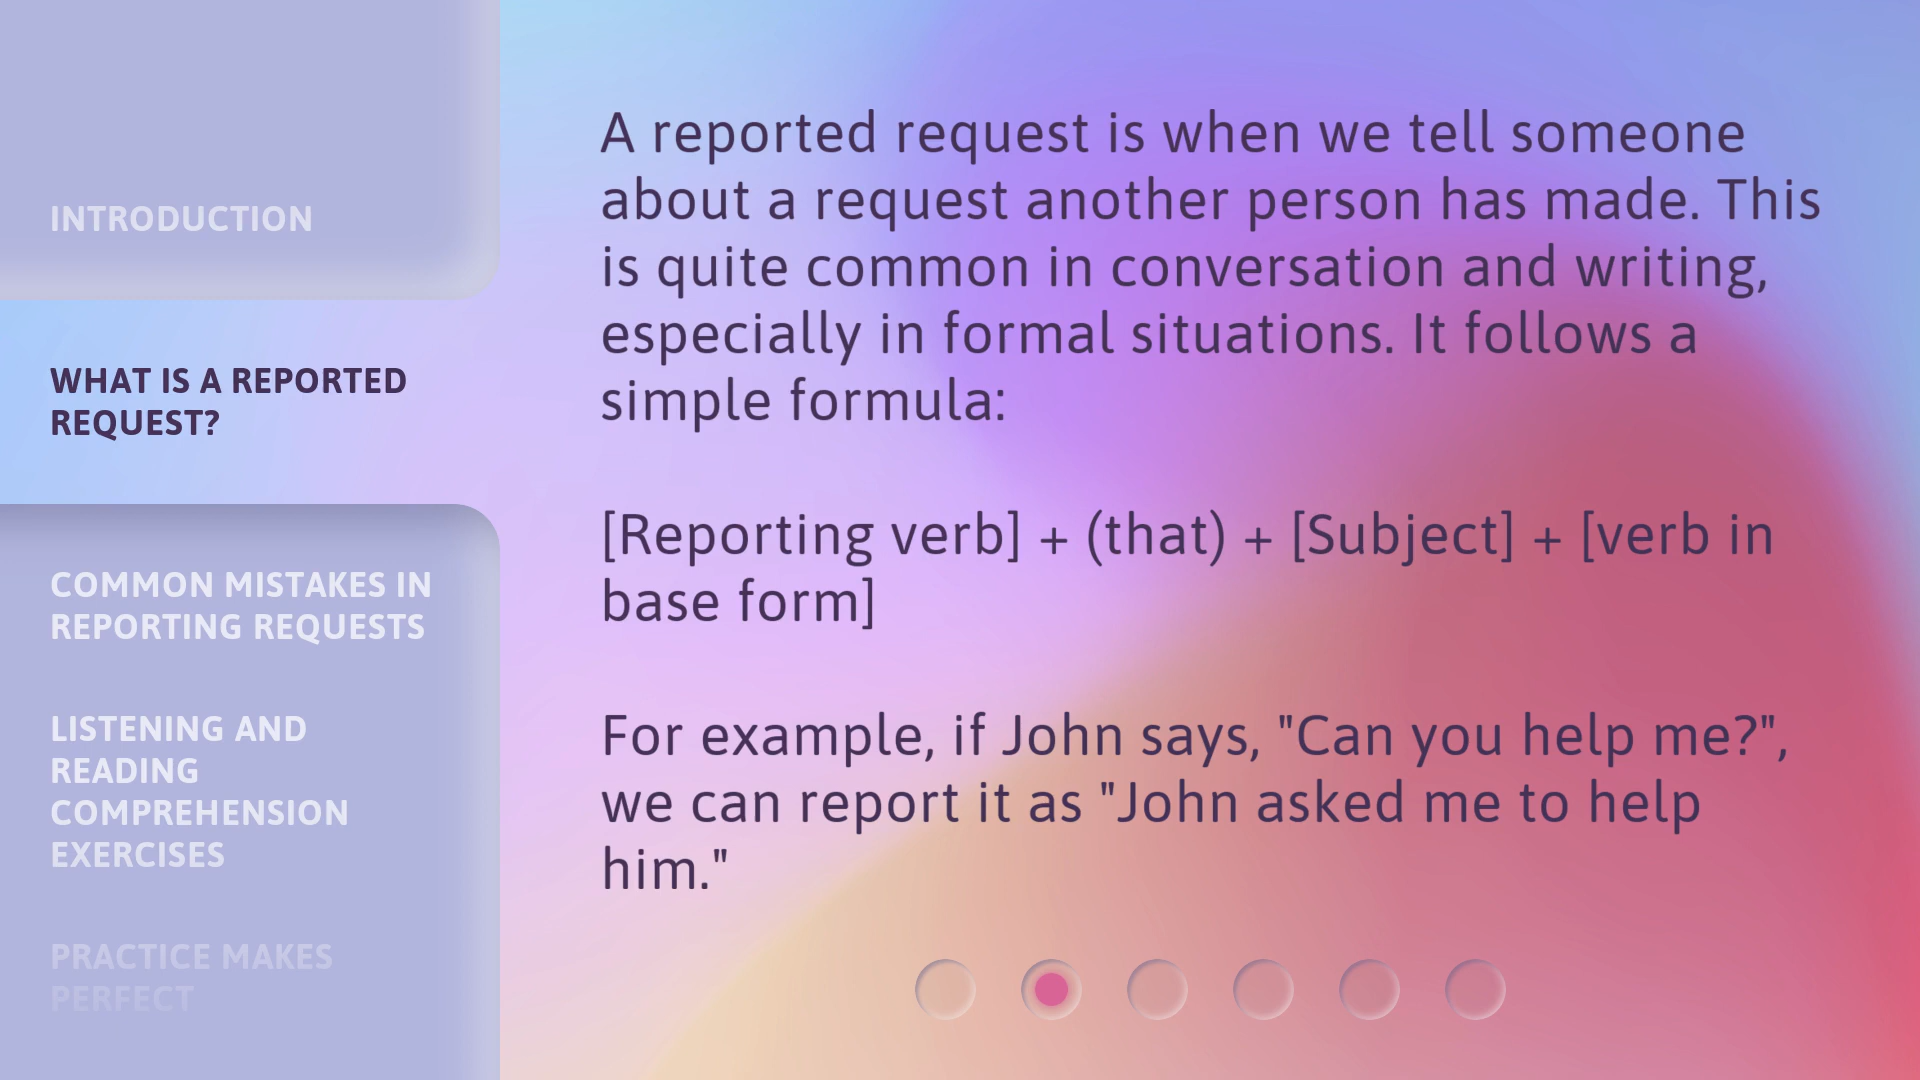 INTRODUCTION
WHAT IS A REPORTED
REQUEST?
COMMON MISTAKES IN
REPORTING REQUESTS
LISTENING AND
READING
COMPREHENSION
EXERCISES
PRACTICE MAKES
PERFECT
A reported request is when we tell someone
about a request another person has made. This
is quite common in conversation and writing,
especially in formal situations. It follows a
simple formula:
[Reporting verb] + (that) + [Subject] + [verb in
base form]
For example, if John says, "Can you help me?",
we can report it as "John asked me to help
him."